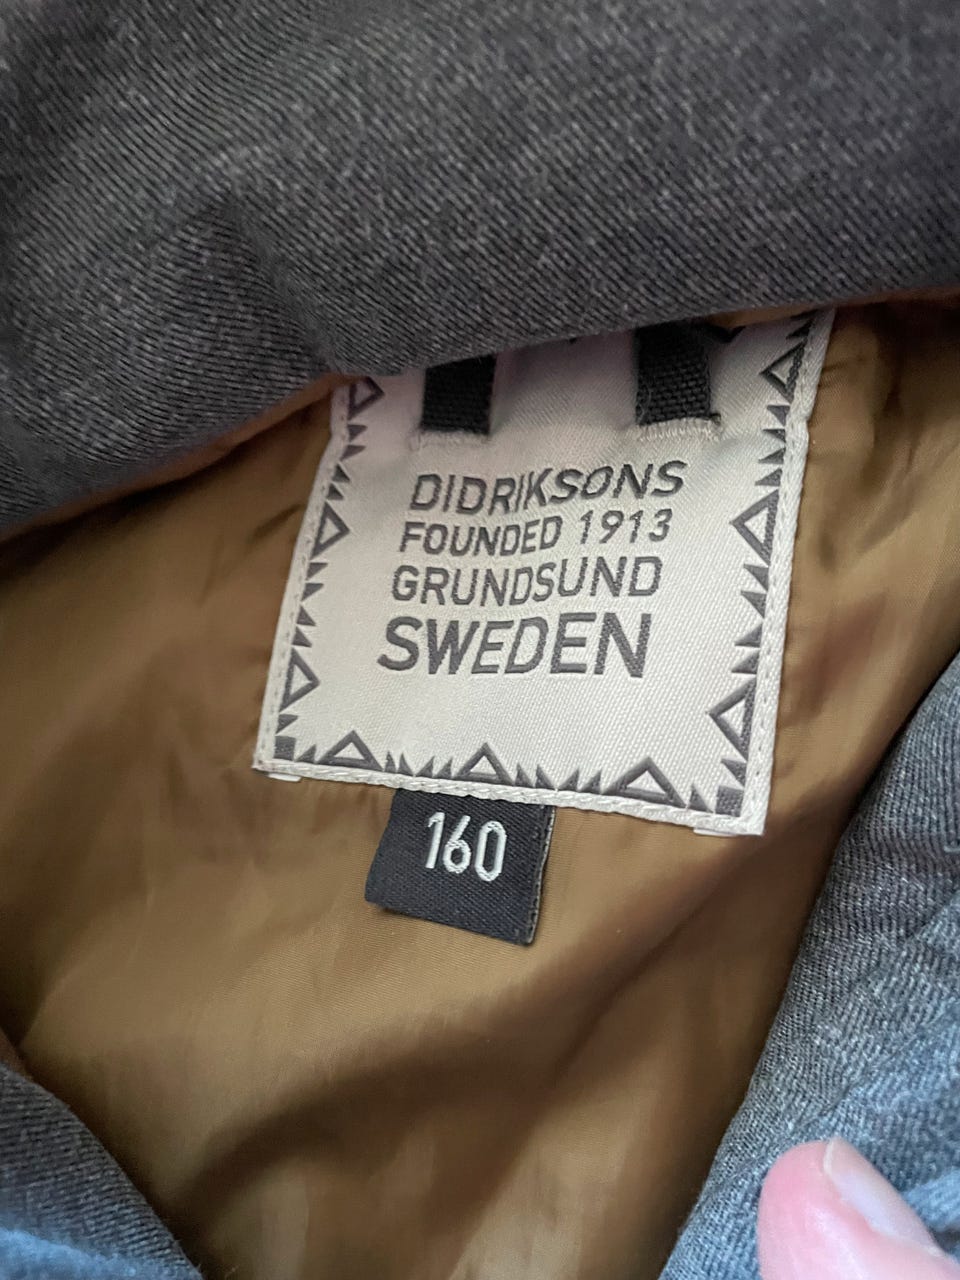 DIDRIKSONS
FOUNDED 1913
GRUNDSUND
SWEDEN
160